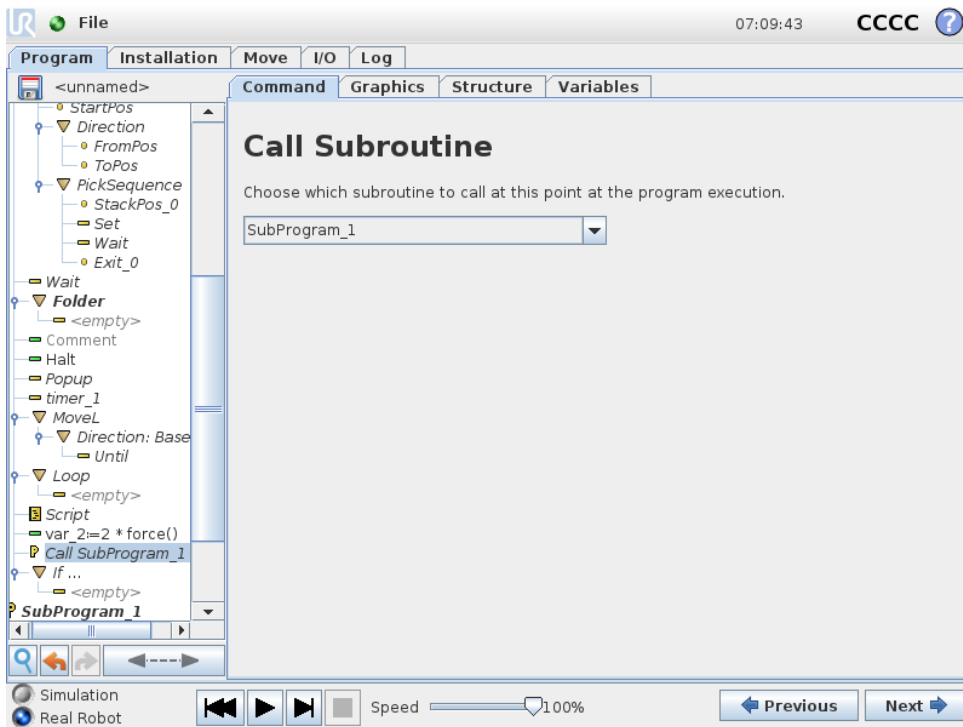 UR File 07:09:43 CCCC ?
Program Installation Move I/O Log
<unnamed>
Command Graphics Structure Variables
StartPos
Direction
FromPos
ToPos
PickSequence
StackPos_0
Set
Wait
Exit_0
Wait
Folder
<empty>
Comment
Halt
Popup
timer_1
MoveL
Direction: Base
Until
Loop
<empty>
Script
var_2:=2 * force()
Call SubProgram_1
If ...
<empty>
SubProgram_1
Call Subroutine
Choose which subroutine to call at this point at the program execution.
SubProgram_1
Simulation
Real Robot
Speed 100%
Previous Next